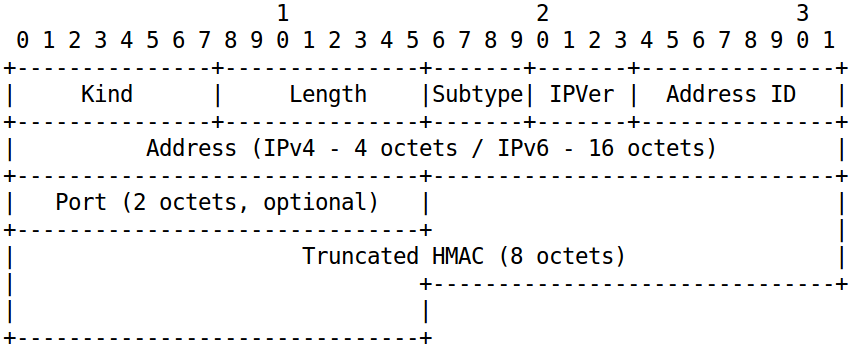 1                   2                   3
 0 1 2 3 4 5 6 7 8 9 0 1 2 3 4 5 6 7 8 9 0 1 2 3 4 5 6 7 8 9 0 1
+---------------+---------------+-------+-------+---------------+
|     Kind      |     Length    |Subtype| IPVer |  Address ID   |
+---------------+---------------+-------+-------+---------------+
|          Address (IPv4 - 4 octets / IPv6 - 16 octets)         |
+-------------------------------+-------------------------------+
|   Port (2 octets, optional)   |                               |
+-------------------------------+                               |
|                      Truncated HMAC (8 octets)                |
|                               +-------------------------------+
|                               |
+-------------------------------+